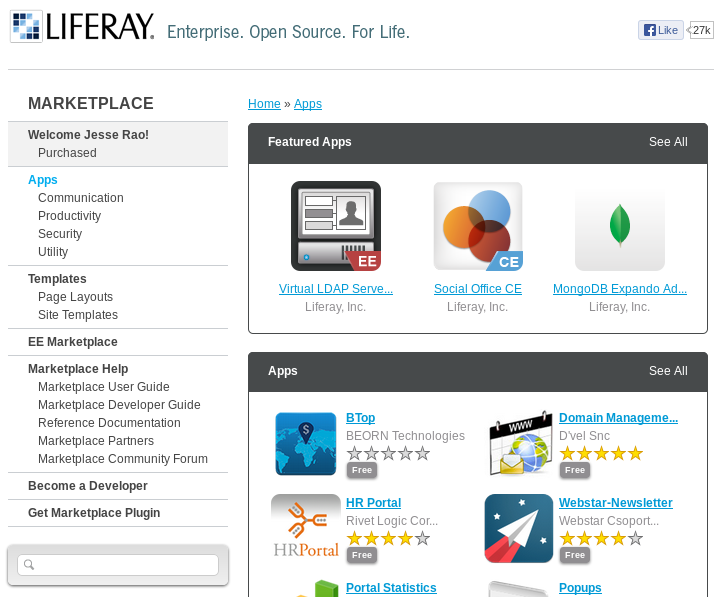 LIFERAY. Enterprise. Open Source. For Life.
Like 27k
MARKETPLACE
Welcome Jesse Rao!
Purchased
Apps
Communication
Productivity
Security
Utility
Templates
Page Layouts
Site Templates
EE Marketplace
Marketplace Help
Marketplace User Guide
Marketplace Developer Guide
Reference Documentation
Marketplace Partners
Marketplace Community Forum
Become a Developer
Get Marketplace Plugin
Home » Apps
Featured Apps See All
EE
Virtual LDAP Serve...
Liferay, Inc.
CE
Social Office CE
Liferay, Inc.
MongoDB Expando Ad...
Liferay, Inc.
Apps See All
$
BTop
BEORN Technologies
Free
WWW
Domain Manageme...
D'vel Snc
Free
HRPortal
HR Portal
Rivet Logic Cor...
Free
Webstar-Newsletter
Webstar Csoport...
Free
Portal Statistics
Popups